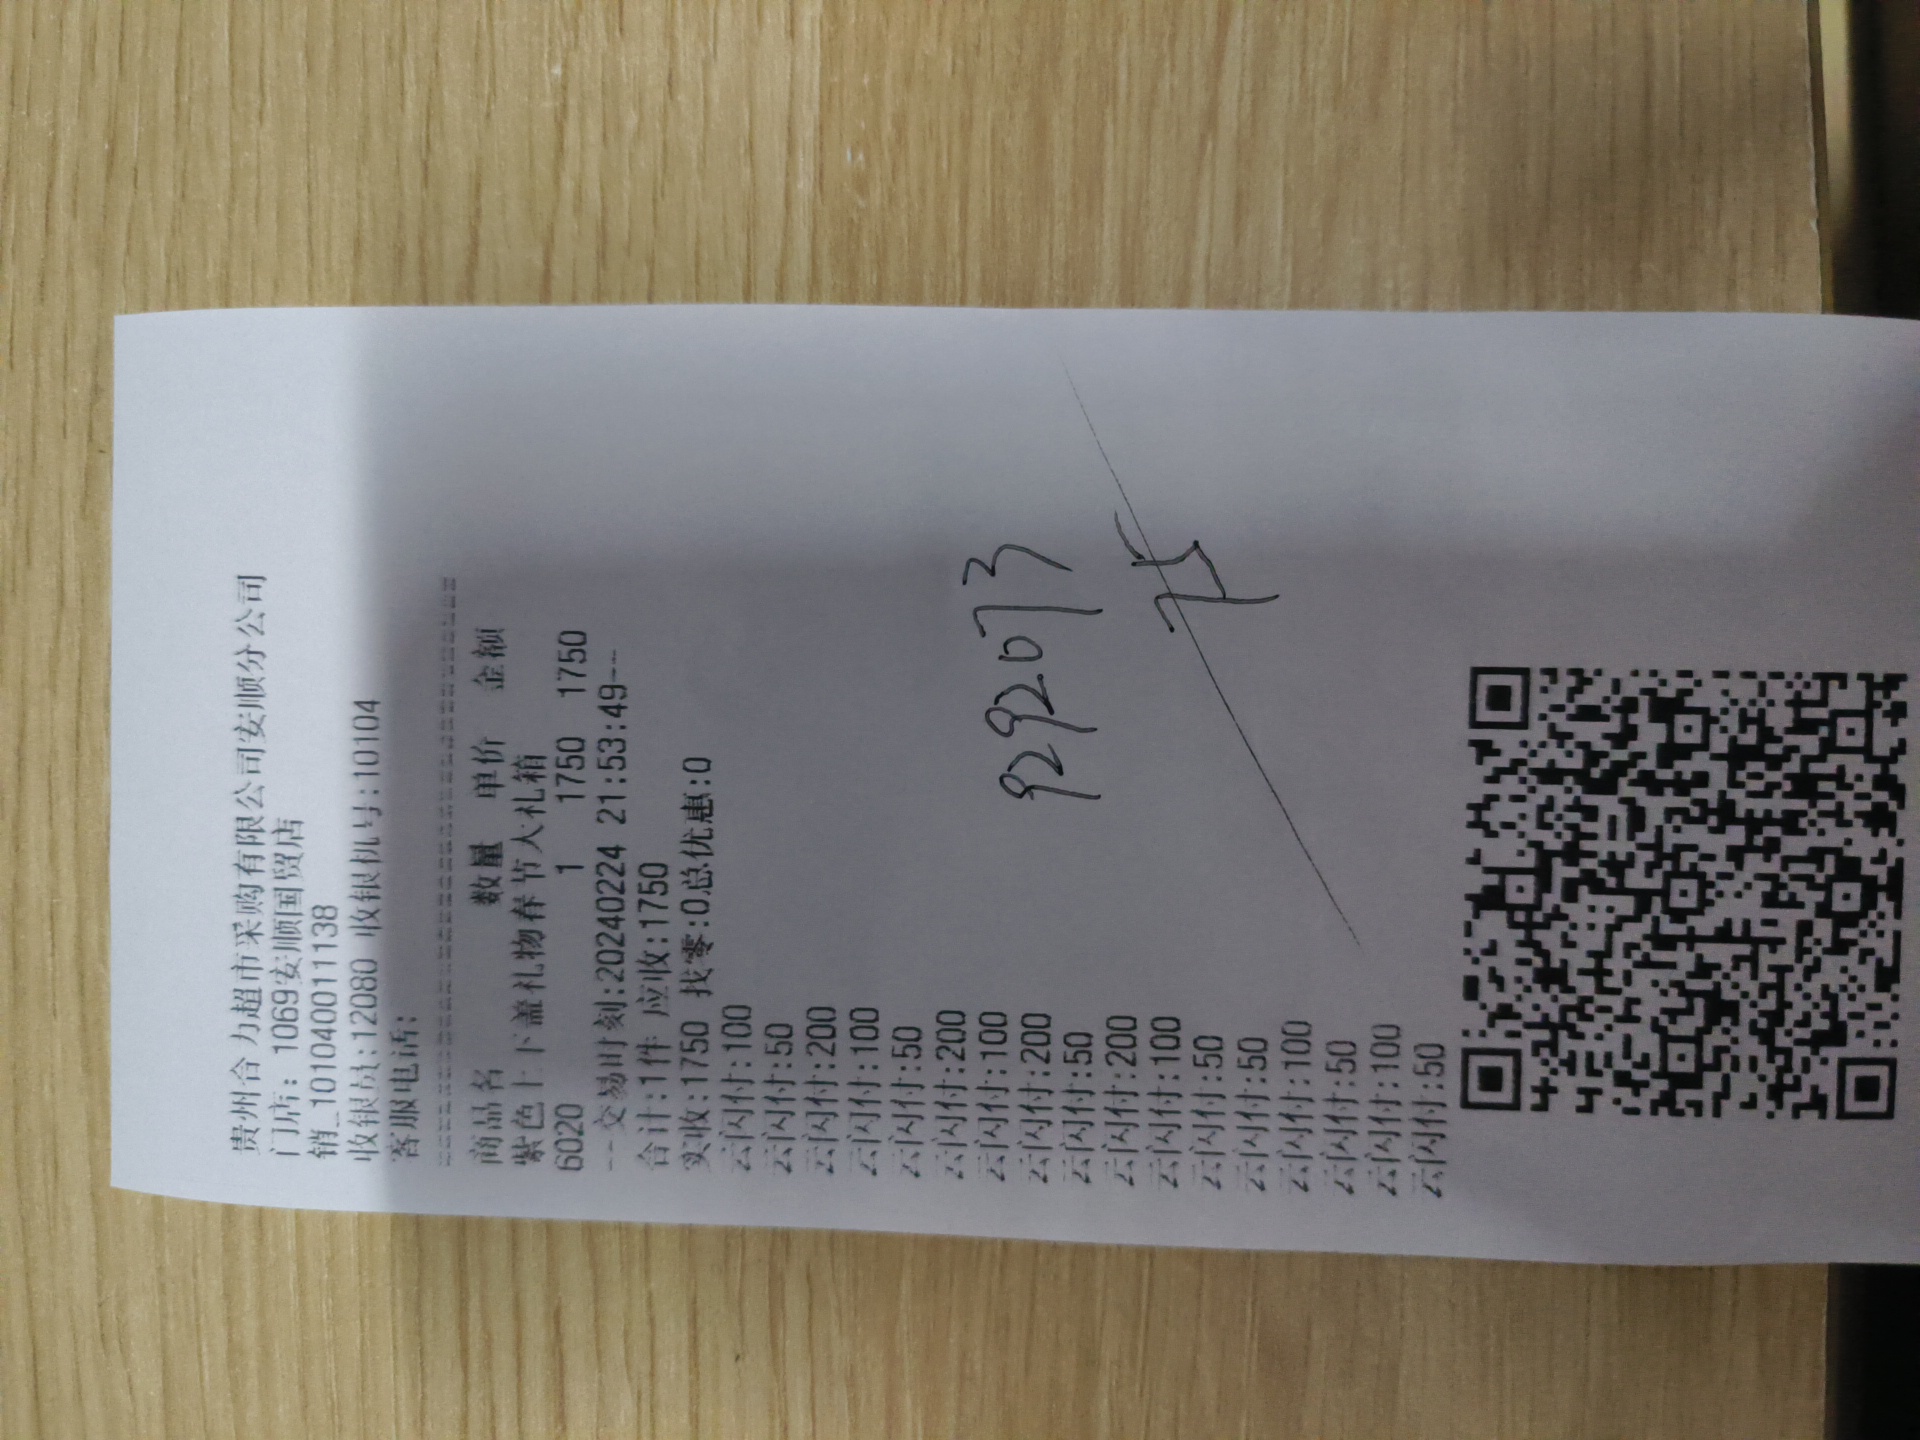 贵州合力超市采购有限公司安顺分公司
门店：1069安顺国贸店
销_101040011138
收银员:12080 收银机号:10104
客服电话:
商品名 数量 单价 金额
紫色上下盖礼物春节大礼箱
6020 1 1750 1750
---交易时刻:20240224 21:53:49---
合计:1件 应收:1750
实收:1750 找零:0总优惠:0
云闪付:100
云闪付:50
云闪付:200
云闪付:100
云闪付:50
云闪付:200
云闪付:100
云闪付:200
云闪付:50
云闪付:200
云闪付:100
云闪付:50
云闪付:50
云闪付:100
云闪付:50
云闪付:100
云闪付:50
9292073
75